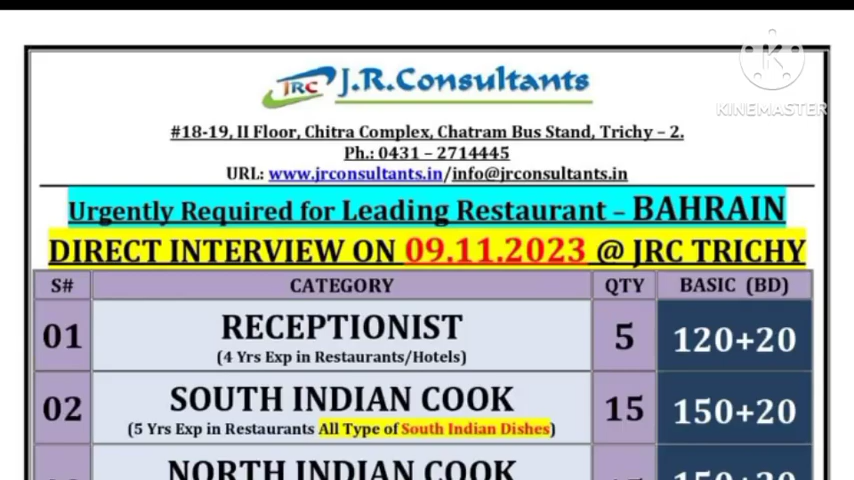 KINEMASTER
JRC J.R.Consultants
#18-19, II Floor, Chitra Complex, Chatram Bus Stand, Trichy – 2.
Ph.: 0431 – 2714445
URL: www.jrconsultants.in/info@jrconsultants.in
Urgently Required for Leading Restaurant – BAHRAIN
DIRECT INTERVIEW ON 09.11.2023 @ JRC TRICHY
S# CATEGORY QTY BASIC (BD)
01 RECEPTIONIST 5 120+20
(4 Yrs Exp in Restaurants/Hotels)
02 SOUTH INDIAN COOK 15 150+20
(5 Yrs Exp in Restaurants All Type of South Indian Dishes)
NORTH INDIAN COOK 150+20